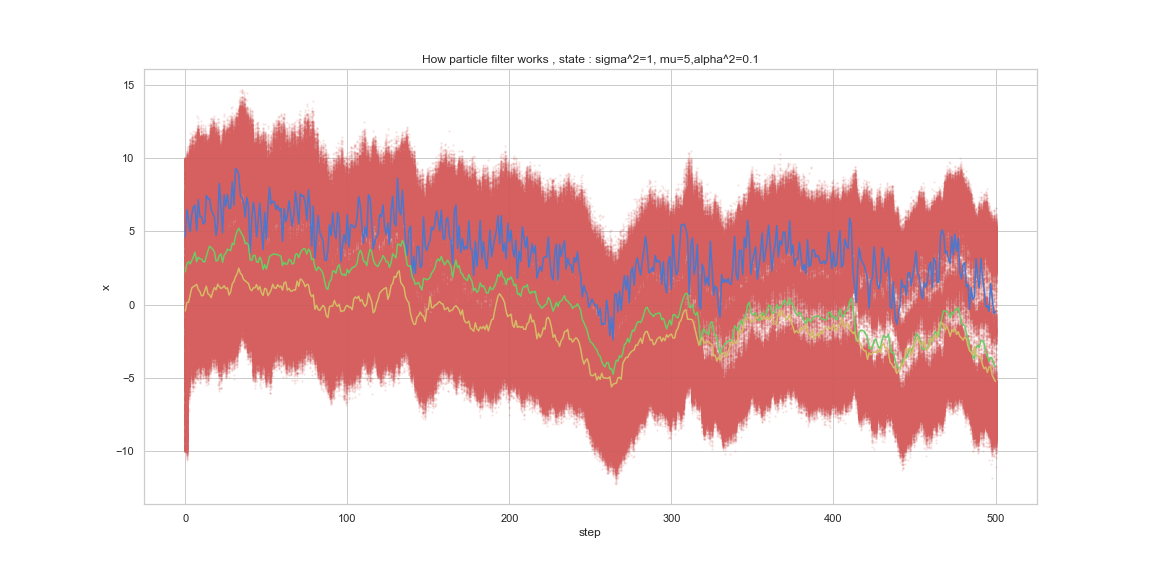 How particle filter works , state : sigma^2=1, mu=5,alpha^2=0.1
15
10
5
0
−5
−10
x
0 100 200 300 400 500
step